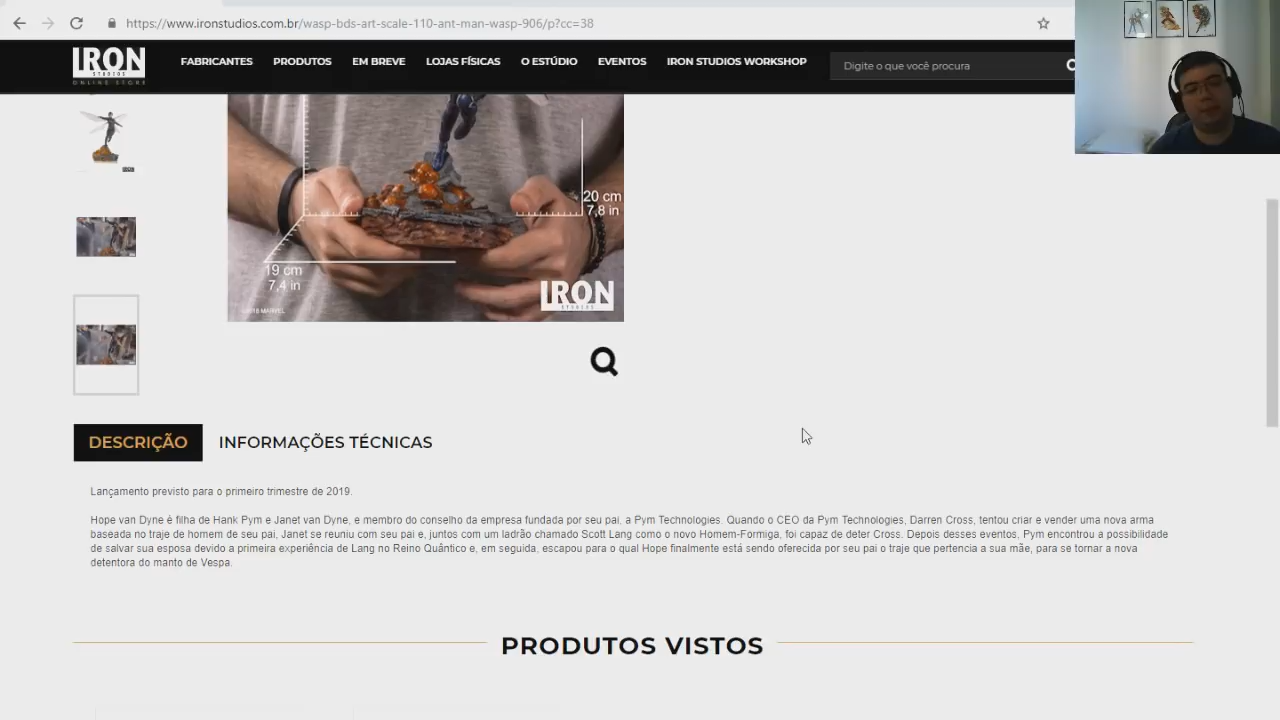 https://www.ironstudios.com.br/wasp-bds-art-scale-110-ant-man-wasp-906/p?cc=38
IRON
STUDIOS
ONLINE STORE
FABRICANTES
PRODUTOS
EM BREVE
LOJAS FÍSICAS
O ESTÚDIO
EVENTOS
IRON STUDIOS WORKSHOP
Digite o que você procura
20 cm
7,8 in
19 cm
7,4 in
IRON
STUDIOS
©2018 MARVEL
DESCRIÇÃO
INFORMAÇÕES TÉCNICAS
Lançamento previsto para o primeiro trimestre de 2019.
Hope van Dyne é filha de Hank Pym e Janet van Dyne, e membro do conselho da empresa fundada por seu pai, a Pym Technologies. Quando o CEO da Pym Technologies, Darren Cross, tentou criar e vender uma nova arma
baseada no traje de homem de seu pai, Janet se reuniu com seu pai e, juntos com um ladrão chamado Scott Lang como o novo Homem-Formiga, foi capaz de deter Cross. Depois desses eventos, Pym encontrou a possibilidade
de salvar sua esposa devido a primeira experiência de Lang no Reino Quântico e, em seguida, escapou para o qual Hope finalmente está sendo oferecida por seu pai o traje que pertencia a sua mãe, para se tornar a nova
detentora do manto de Vespa.
PRODUTOS VISTOS